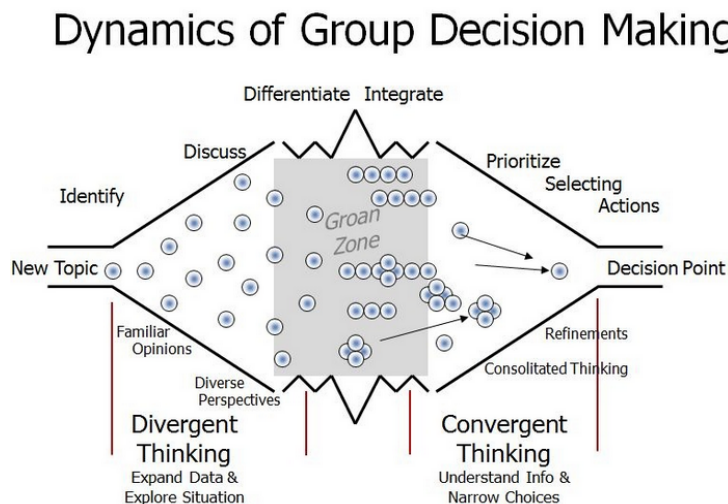 Dynamics of Group Decision Making
Differentiate Integrate
Discuss
Prioritize
Selecting
Actions
Identify
Groan
Zone
New Topic
Decision Point
Familiar
Opinions
Refinements
Diverse
Perspectives
Consolitated Thinking
Divergent
Thinking
Expand Data &
Explore Situation
Convergent
Thinking
Understand Info &
Narrow Choices